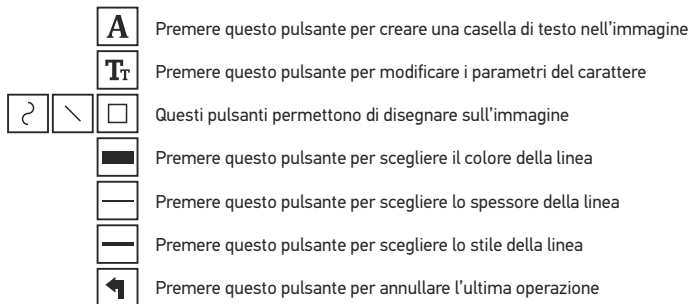 A Premere questo pulsante per creare una casella di testo nell'immagine
TT Premere questo pulsante per modificare i parametri del carattere
Questi pulsanti permettono di disegnare sull'immagine
Premere questo pulsante per scegliere il colore della linea
Premere questo pulsante per scegliere lo spessore della linea
Premere questo pulsante per scegliere lo stile della linea
Premere questo pulsante per annullare l'ultima operazione